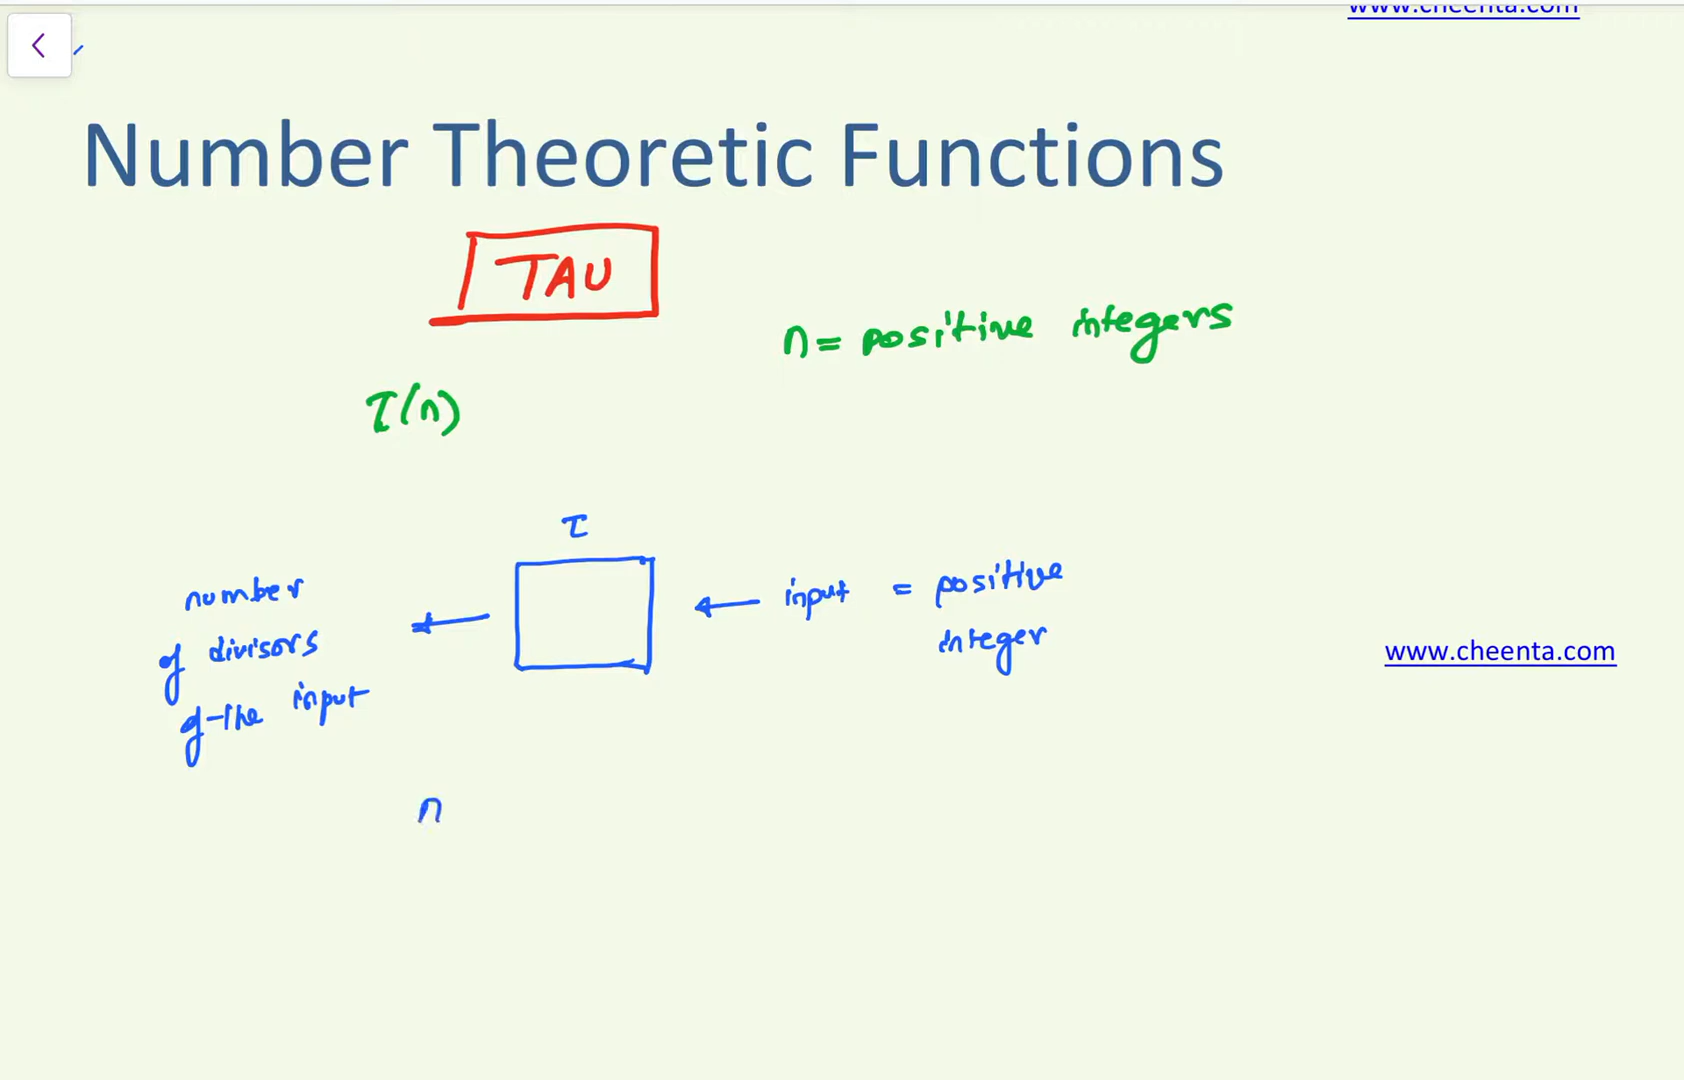 www.cheenta.com
Number Theoretic Functions
TAU
n = positive integers
τ(n)
τ
number
of divisors
of the input
input = positive
integer
www.cheenta.com
n